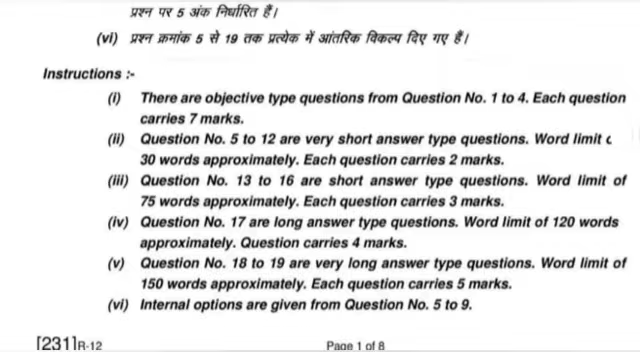 प्रश्न पर 5 अंक निर्धारित हैं।
(vi) प्रश्न क्रमांक 5 से 19 तक प्रत्येक में आंतरिक विकल्प दिए गए हैं।
Instructions :-
(i) There are objective type questions from Question No. 1 to 4. Each question
carries 7 marks.
(ii) Question No. 5 to 12 are very short answer type questions. Word limit
30 words approximately. Each question carries 2 marks.
(iii) Question No. 13 to 16 are short answer type questions. Word limit of
75 words approximately. Each question carries 3 marks.
(iv) Question No. 17 are long answer type questions. Word limit of 120 words
approximately. Question carries 4 marks.
(v) Question No. 18 to 19 are very long answer type questions. Word limit of
150 words approximately. Each question carries 5 marks.
(vi) Internal options are given from Question No. 5 to 9.
[231]R-12 Page 1 of 8